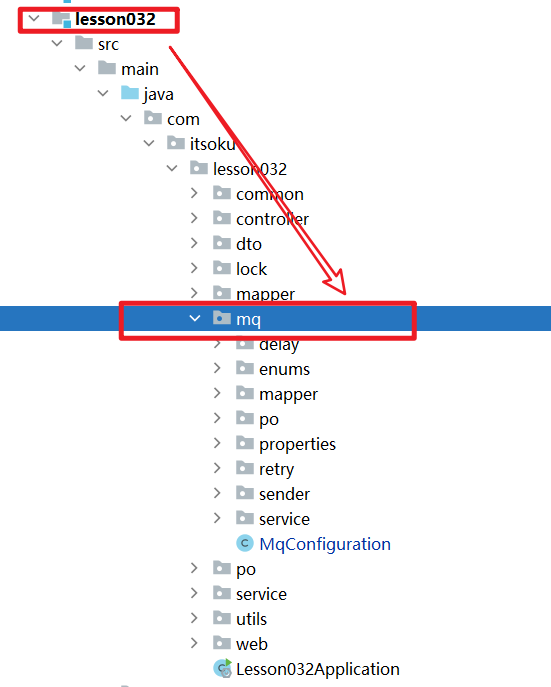 lesson032
src
main
java
com
itsoku
lesson032
common
controller
dto
lock
mapper
mq
delay
enums
mapper
po
properties
retry
sender
service
MqConfiguration
po
service
utils
web
Lesson032Application